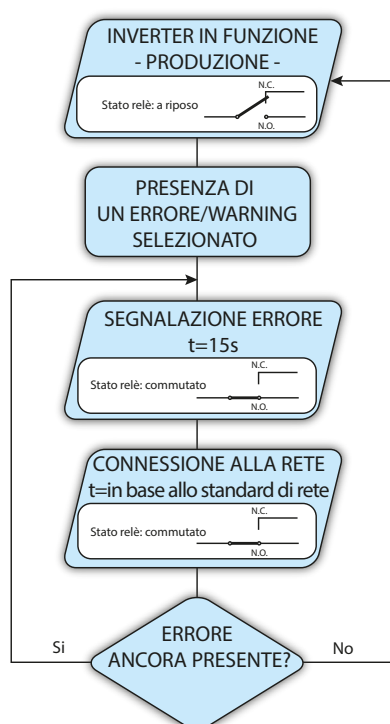 INVERTER IN FUNZIONE
- PRODUZIONE -
N.C.
Stato relè: a riposo
N.O.
PRESENZA DI
UN ERRORE/WARNING
SELEZIONATO
SEGNALAZIONE ERRORE
t=15s
N.C.
Stato relè: commutato
N.O.
CONNESSIONE ALLA RETE
t=in base allo standard di rete
N.C.
Stato relè: commutato
N.O.
Si
ERRORE
ANCORA PRESENTE?
No